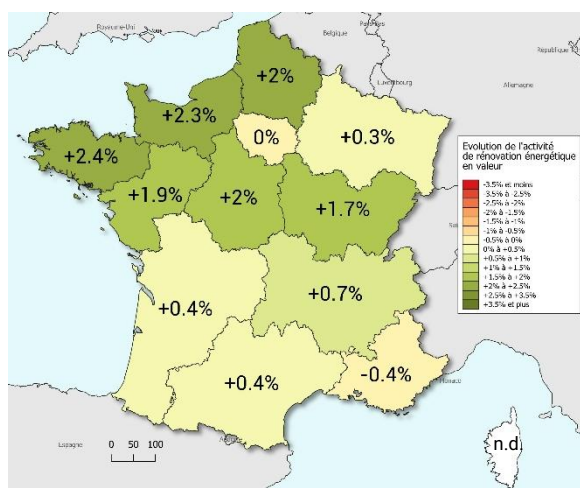 Royaume-Uni
Belgique
Pays-Bas
République Tc
Luxembourg
Allemagne
+2%
+2.3%
0%
+0.3%
+2.4%
+1.9%
+2%
+1.7%
Evolution de l'activité
de rénovation énergétique
en valeur
-3.5% et moins
-3.5% à -2.5%
-2.5% à -2%
-2% à -1.5%
-1.5% à -1%
-1% à -0.5%
-0.5% à 0%
0% à +0.5%
+0.5% à +1%
+1% à +1.5%
+1.5% à +2%
+2% à +2.5%
+2.5% à +3.5%
+3.5% et plus
+0.4%
+0.7%
+0.4%
-0.4%
Monaco
Espagne
0 50 100
n.d.